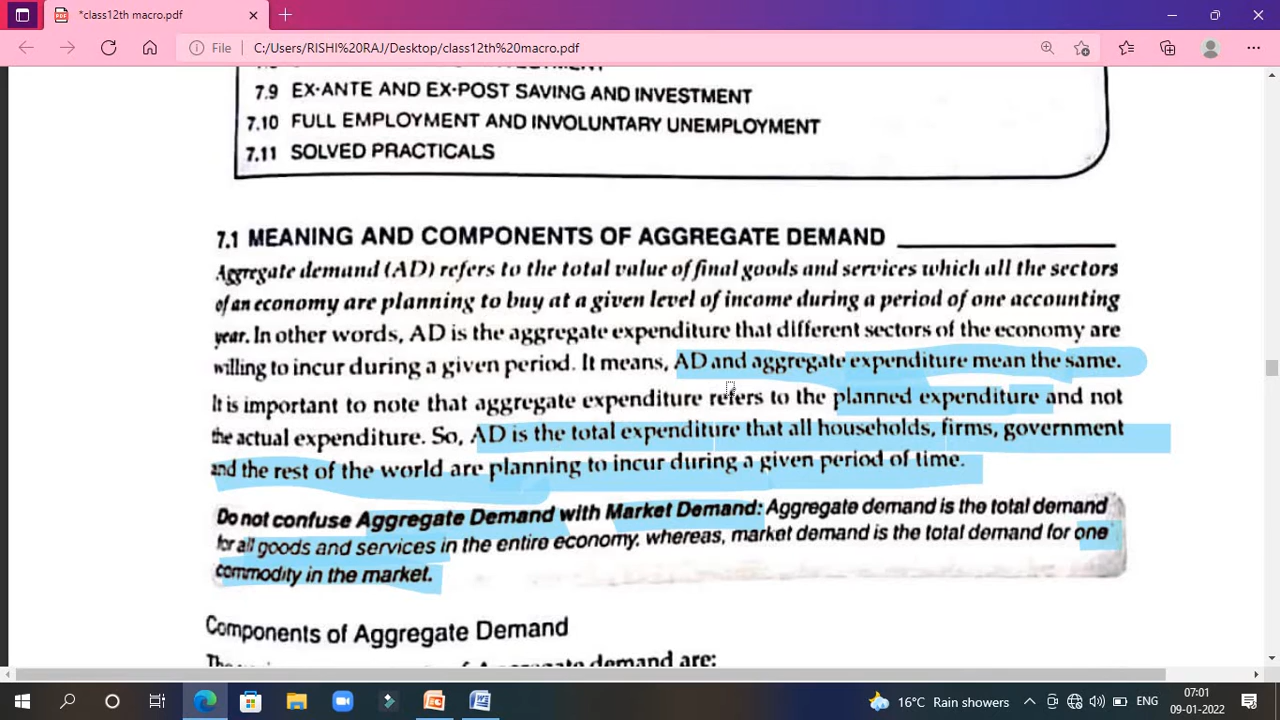 *class12th macro.pdf
File C:/Users/RISHI%20RAJ/Desktop/class12th%20macro.pdf
7.9 EX-ANTE AND EX-POST SAVING AND INVESTMENT
7.10 FULL EMPLOYMENT AND INVOLUNTARY UNEMPLOYMENT
7.11 SOLVED PRACTICALS
7.1 MEANING AND COMPONENTS OF AGGREGATE DEMAND
Aggregate demand (AD) refers to the total value of final goods and services which all the sectors
of an economy are planning to buy at a given level of income during a period of one accounting
year. In other words, AD is the aggregate expenditure that different sectors of the economy are
willing to incur during a given period. It means, AD and aggregate expenditure mean the same.
It is important to note that aggregate expenditure refers to the planned expenditure and not
the actual expenditure. So, AD is the total expenditure that all households, firms, government
and the rest of the world are planning to incur during a given period of time.
Do not confuse Aggregate Demand with Market Demand: Aggregate demand is the total demand
for all goods and services in the entire economy. whereas, market demand is the total demand for one
commodity in the market.
Components of Aggregate Demand
demand are:
16°C Rain showers
ENG
07:01
09-01-2022